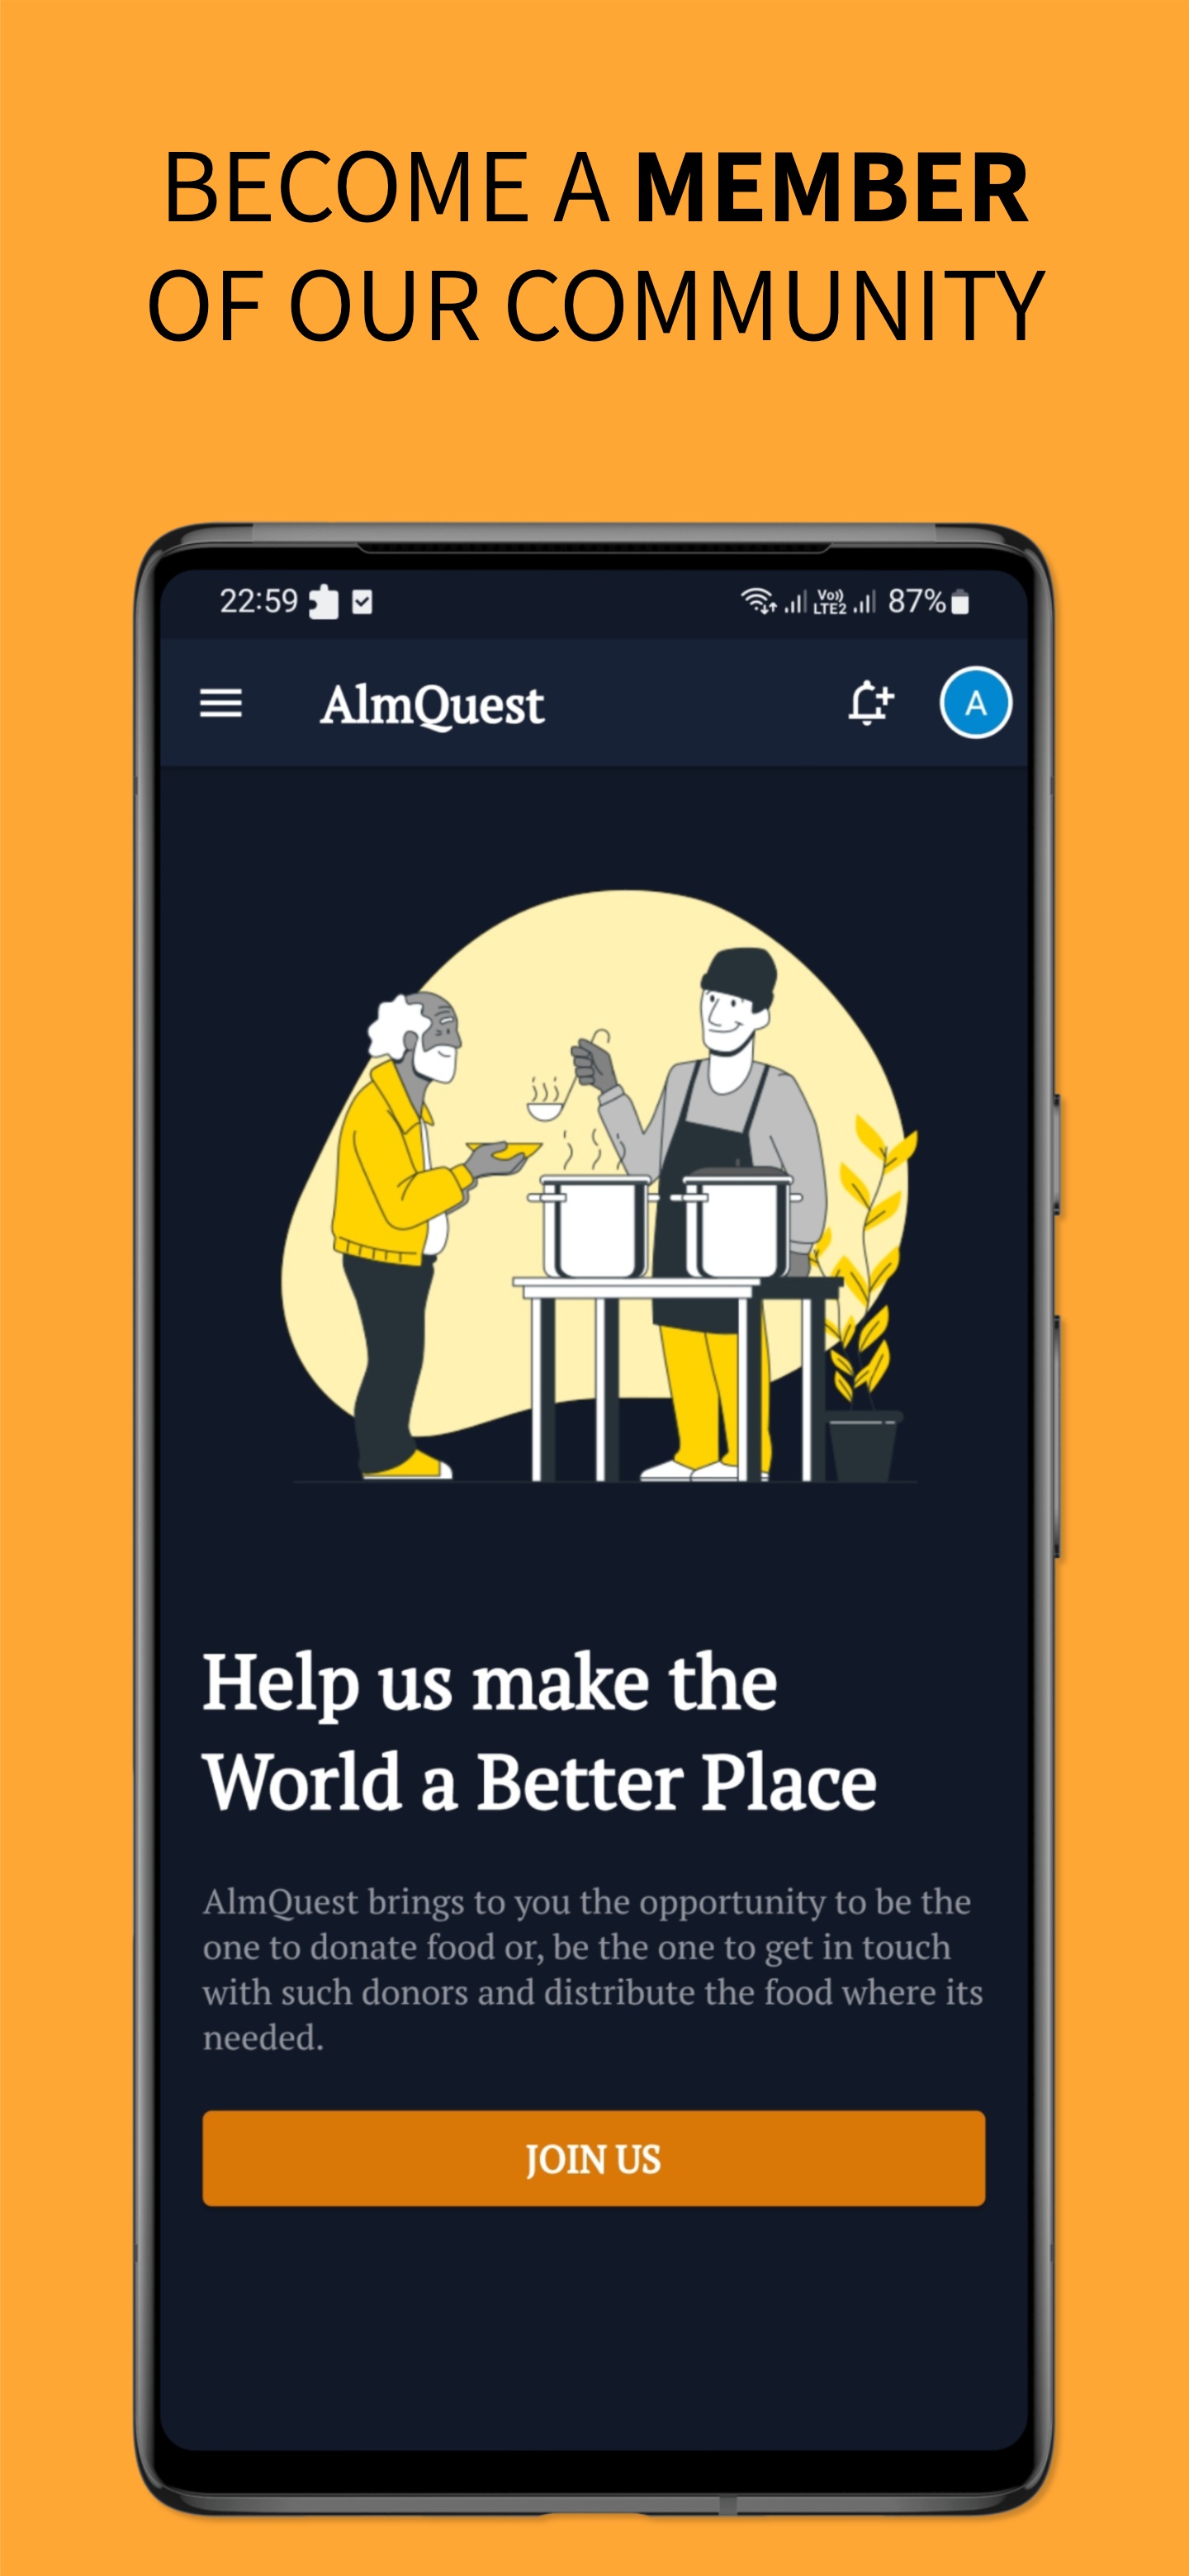 BECOME A MEMBER
OF OUR COMMUNITY
22:59
Vo)) LTE2
87%
AlmQuest
A
Help us make the
World a Better Place
AlmQuest brings to you the opportunity to be the
one to donate food or, be the one to get in touch
with such donors and distribute the food where its
needed.
JOIN US